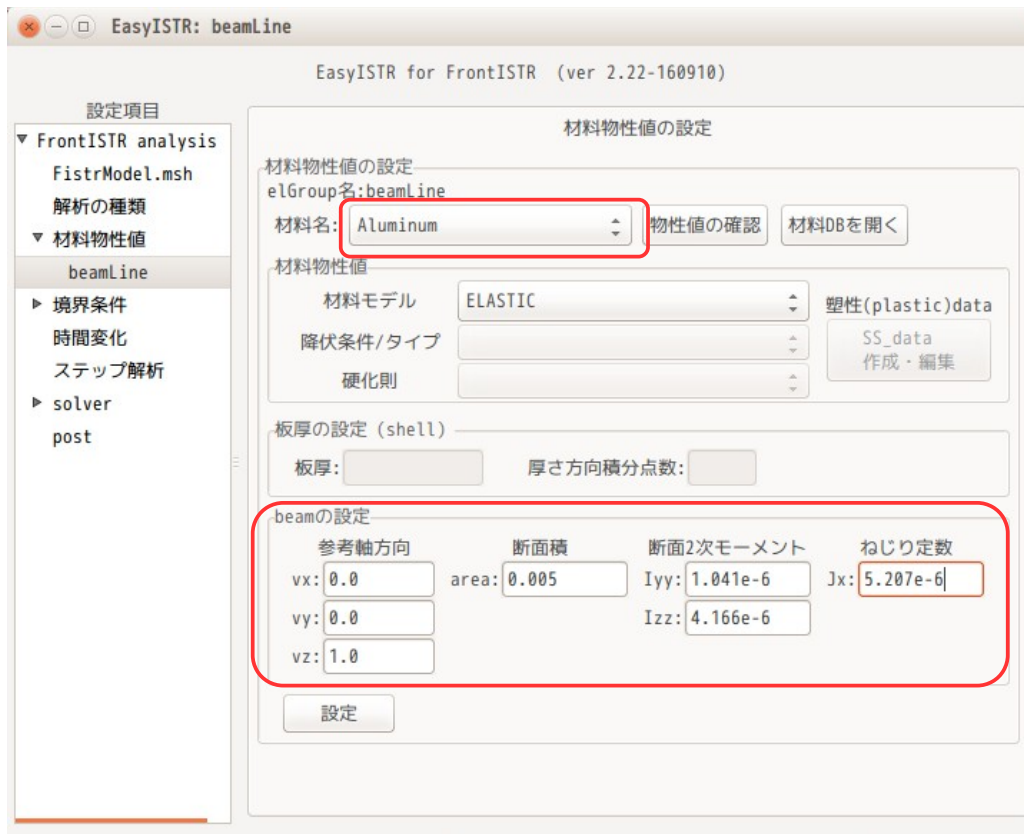 EasyISTR: beamLine
EasyISTR for FrontISTR (ver 2.22-160910)
設定項目
FrontISTR analysis
FistrModel.msh
解析の種類
材料物性値
beamLine
境界条件
時間変化
ステップ解析
solver
post
材料物性値の設定
材料物性値の設定
elGroup名:beamLine
材料名: Aluminum 物性値の確認 材料DBを開く
材料物性値
材料モデル ELASTIC 塑性(plastic)data
降伏条件/タイプ SS_data
作成・編集
硬化則
板厚の設定 (shell)
板厚: 厚さ方向積分点数:
beamの設定
参考軸方向 断面積 断面2次モーメント ねじり定数
vx: 0.0 area: 0.005 Iyy: 1.041e-6 Jx: 5.207e-6
vy: 0.0 Izz: 4.166e-6
vz: 1.0
設定